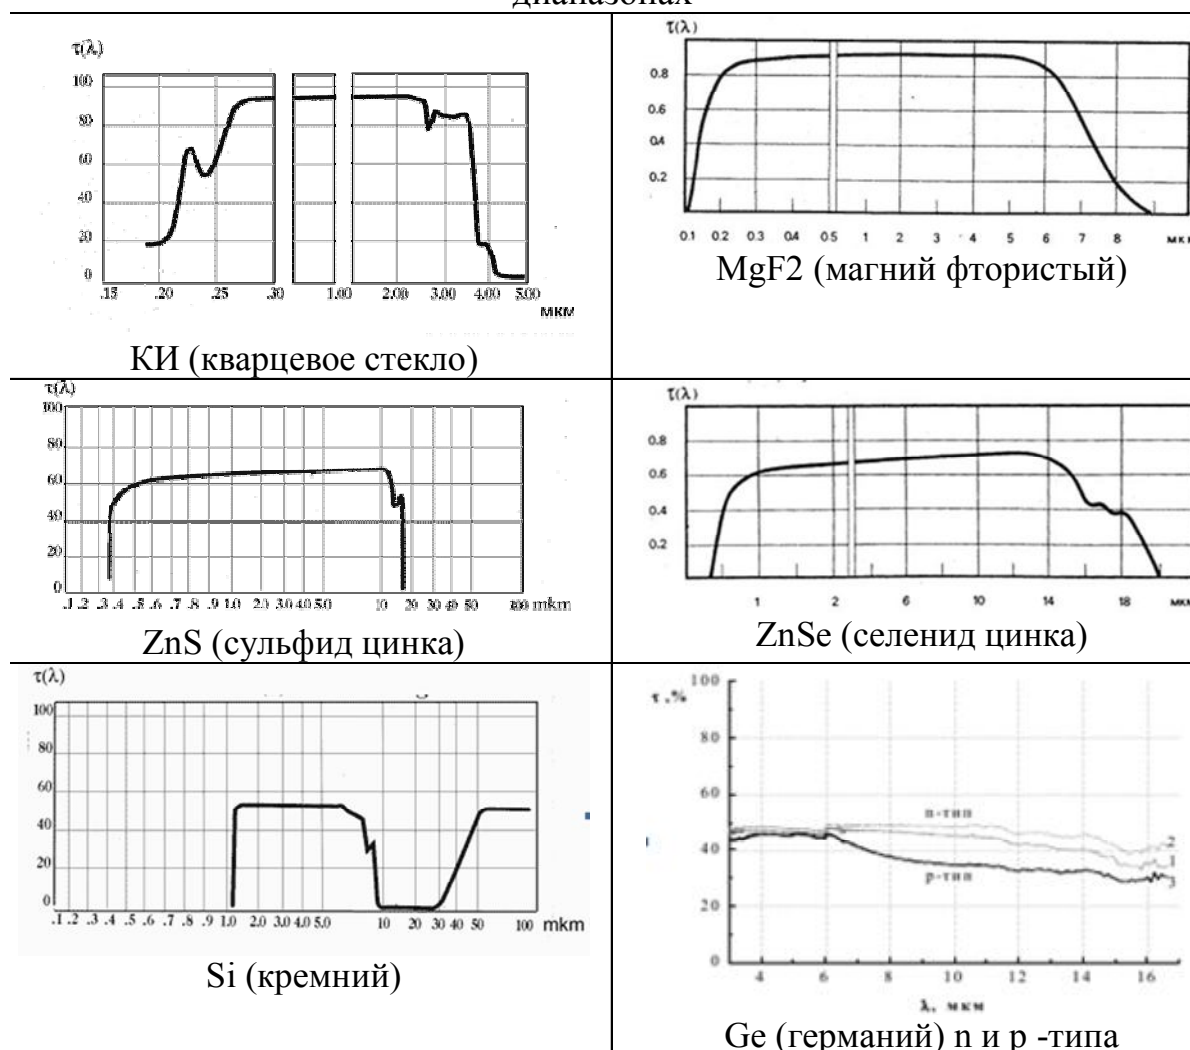 диапазонах
τ(λ)
100
80
60
40
20
0
.15 .20 .25 .30 1.00 2.00 3.00 4.00 5.00
МКМ
КИ (кварцевое стекло)
τ(λ)
0.8
0.6
0.4
0.2
0.1 0.2 0.3 0.4 0.5 1 2 3 4 5 6 7 8 мкм
MgF2 (магний фтористый)
τ(λ)
100
80
60
40
20
0
.1 .2 .3 .4 .5 .6 .7 .8 .9 1.0 2.0 3.0 4.0 5.0 10 20 30 40 50 100 mkm
ZnS (сульфид цинка)
τ(λ)
0.8
0.6
0.4
0.2
1 2 6 10 14 18 мкм
ZnSe (селенид цинка)
τ(λ)
100
80
60
40
20
0
.1 .2 .3 .4 .5 .6 .7 .8 .9 1.0 2.0 3.0 4.0 5.0 10 20 30 40 50 100 mkm
Si (кремний)
τ ,%
100
80
60
40
20
0
n-тип
p-тип
2
1
3
4 6 8 10 12 14 16
λ, мкм
Ge (германий) n и p -типа